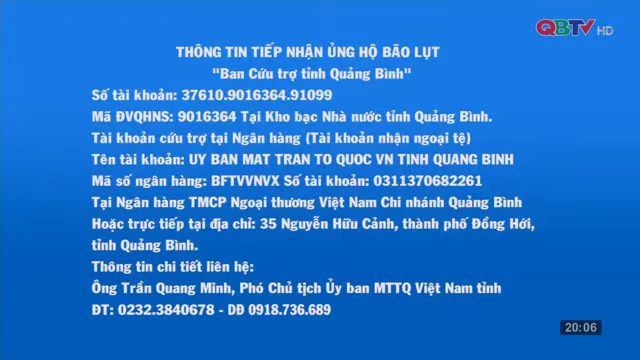 QBTV HD
THÔNG TIN TIẾP NHẬN ỦNG HỘ BÃO LỤT
"Ban Cứu trợ tỉnh Quảng Bình"
Số tài khoản: 37610.9016364.91099
Mã ĐVQHNS: 9016364 Tại Kho bạc Nhà nước tỉnh Quảng Bình.
Tài khoản cứu trợ tại Ngân hàng (Tài khoản nhận ngoại tệ)
Tên tài khoản: UY BAN MAT TRAN TO QUOC VN TINH QUANG BINH
Mã số ngân hàng: BFTVVNVX Số tài khoản: 0311370682261
Tại Ngân hàng TMCP Ngoại thương Việt Nam Chi nhánh Quảng Bình
Hoặc trực tiếp tại địa chỉ: 35 Nguyễn Hữu Cảnh, thành phố Đồng Hới,
tỉnh Quảng Bình.
Thông tin chi tiết liên hệ:
Ông Trần Quang Minh, Phó Chủ tịch Ủy ban MTTQ Việt Nam tỉnh
ĐT: 0232.3840678 - DĐ 0918.736.689
20:06